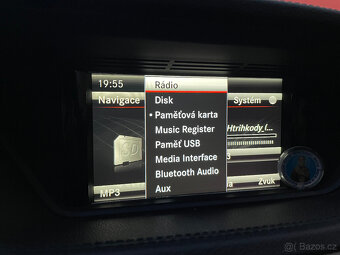 19:55
Rádio
Navigace
Systém
Disk
• Paměťová karta
Music Register
Paměť USB
Media Interface
Bluetooth Audio
Aux
MP3
Zvuk
© Bazos.cz